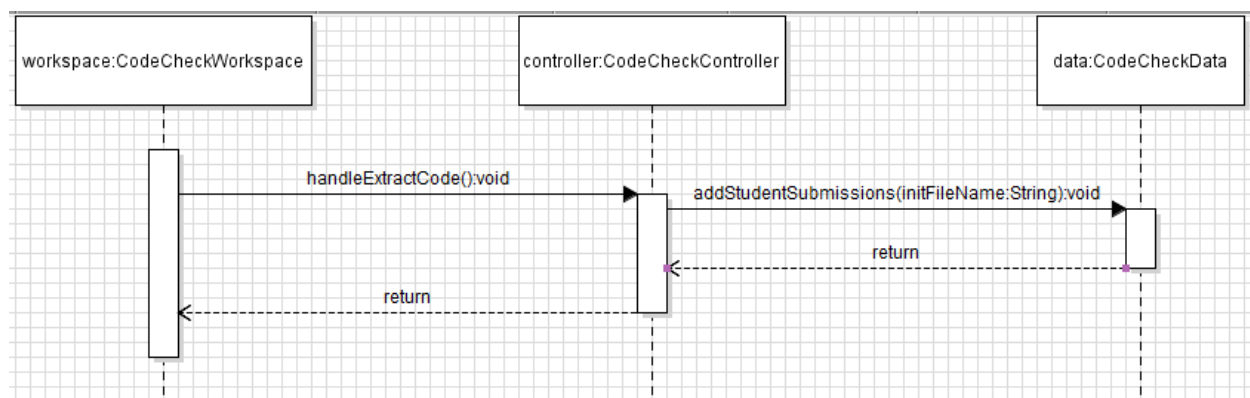 workspace:CodeCheckWorkspace
controller:CodeCheckController
data:CodeCheckData
handleExtractCode():void
addStudentSubmissions(initFileName:String):void
return
return